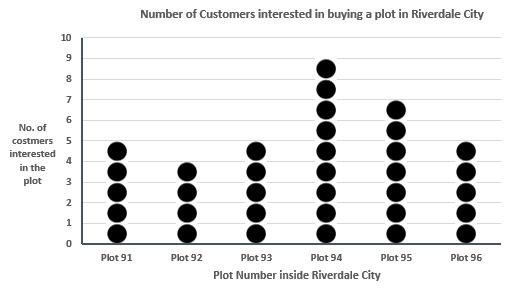 Number of Customers interested in buying a plot in Riverdale City
10
9
8
7
6
5
4
3
2
1
0
No. of
costmers
interested
in the
plot
Plot 91 Plot 92 Plot 93 Plot 94 Plot 95 Plot 96
Plot Number inside Riverdale City